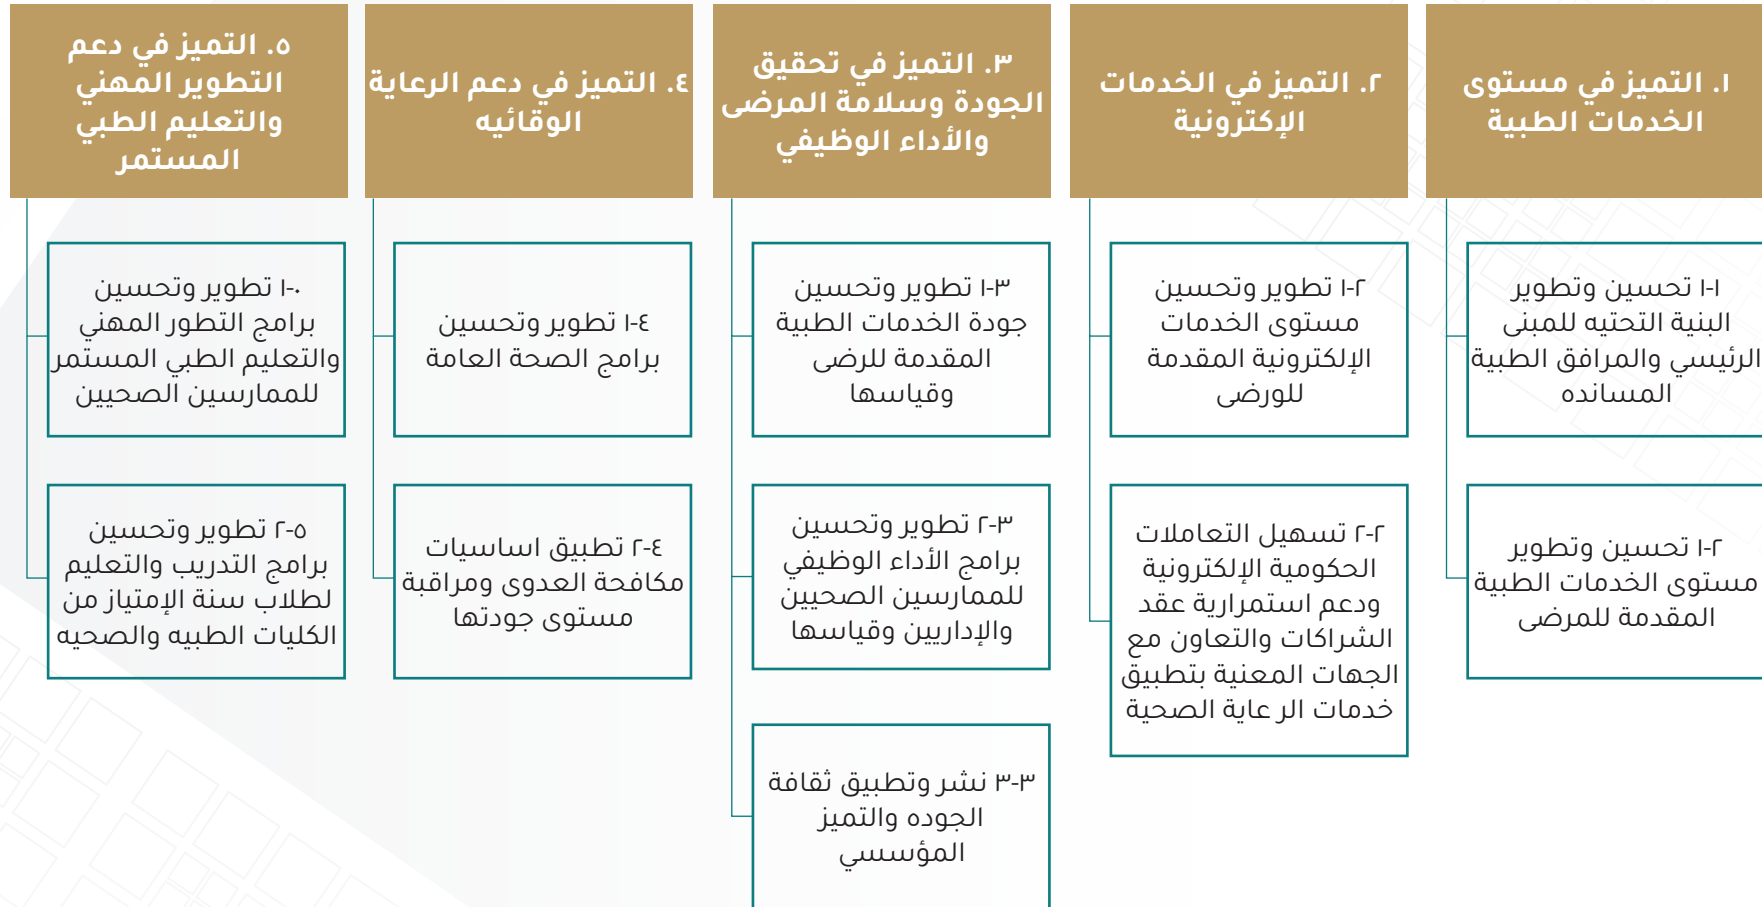 ١. التميز في مستوى
الخدمات الطبية
١-١ تحسين وتطوير
البنية التحتيه للمبنى
الرئيسي والمرافق الطبية
المسانده
١-٢ تحسين وتطوير
مستوى الخدمات الطبية
المقدمة للمرضى
٢. التميز في الخدمات
الإكترونية
٢-١ تطوير وتحسين
مستوى الخدمات
الإلكترونية المقدمة
للورضى
٢-٢ تسهيل التعاملات
الحكومية الإلكترونية
ودعم استمرارية عقد
الشراكات والتعاون مع
الجهات المعنية بتطبيق
خدمات الر عاية الصحية
٣. التميز في تحقيق
الجودة وسلامة المرضى
والأداء الوظيفي
٣-١ تطوير وتحسين
جودة الخدمات الطبية
المقدمة للرضى
وقياسها
٣-٢ تطوير وتحسين
برامج الأداء الوظيفي
للممارسين الصحيين
والإداريين وقياسها
٣-٣ نشر وتطبيق ثقافة
الجوده والتميز
المؤسسي
٤. التميز في دعم الرعاية
الوقائيه
٤-١ تطوير وتحسين
برامج الصحة العامة
٤-٢ تطبيق اساسيات
مكافحة العدوى ومراقبة
مستوى جودتها
٥. التميز في دعم
التطوير المهني
والتعليم الطبي
المستمر
٠-١ تطوير وتحسين
برامج التطور المهني
والتعليم الطبي المستمر
للممارسين الصحيين
٥-٢ تطوير وتحسين
برامج التدريب والتعليم
لطلاب سنة الإمتياز من
الكليات الطبيه والصحيه